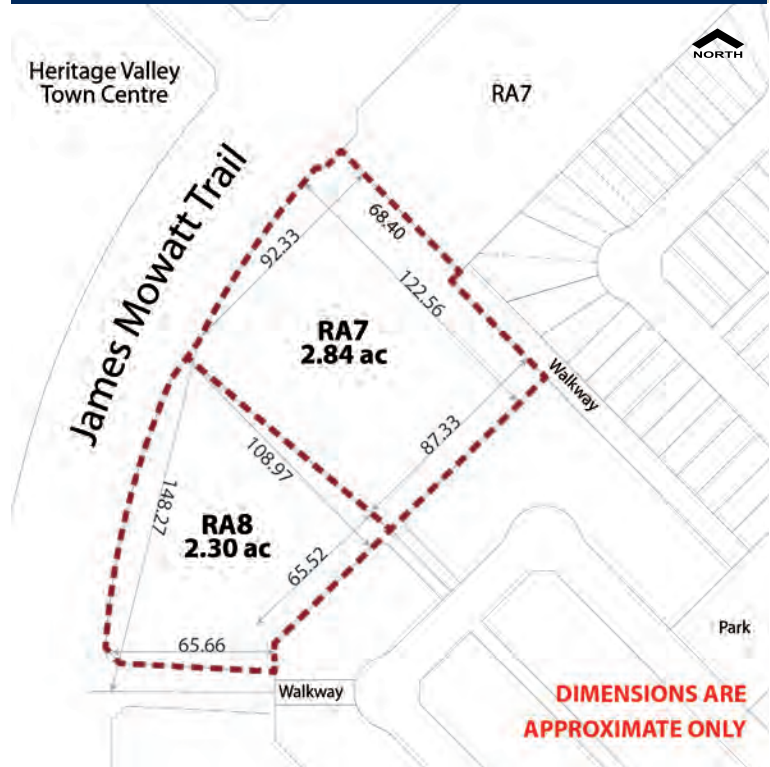 Heritage Valley
Town Centre
NORTH
RA7
James Mowatt Trail
68.40
92.33
122.56
RA7
2.84 ac
Walkway
87.33
108.97
148.27
RA8
2.30 ac
65.52
65.66
Park
Walkway
DIMENSIONS ARE
APPROXIMATE ONLY